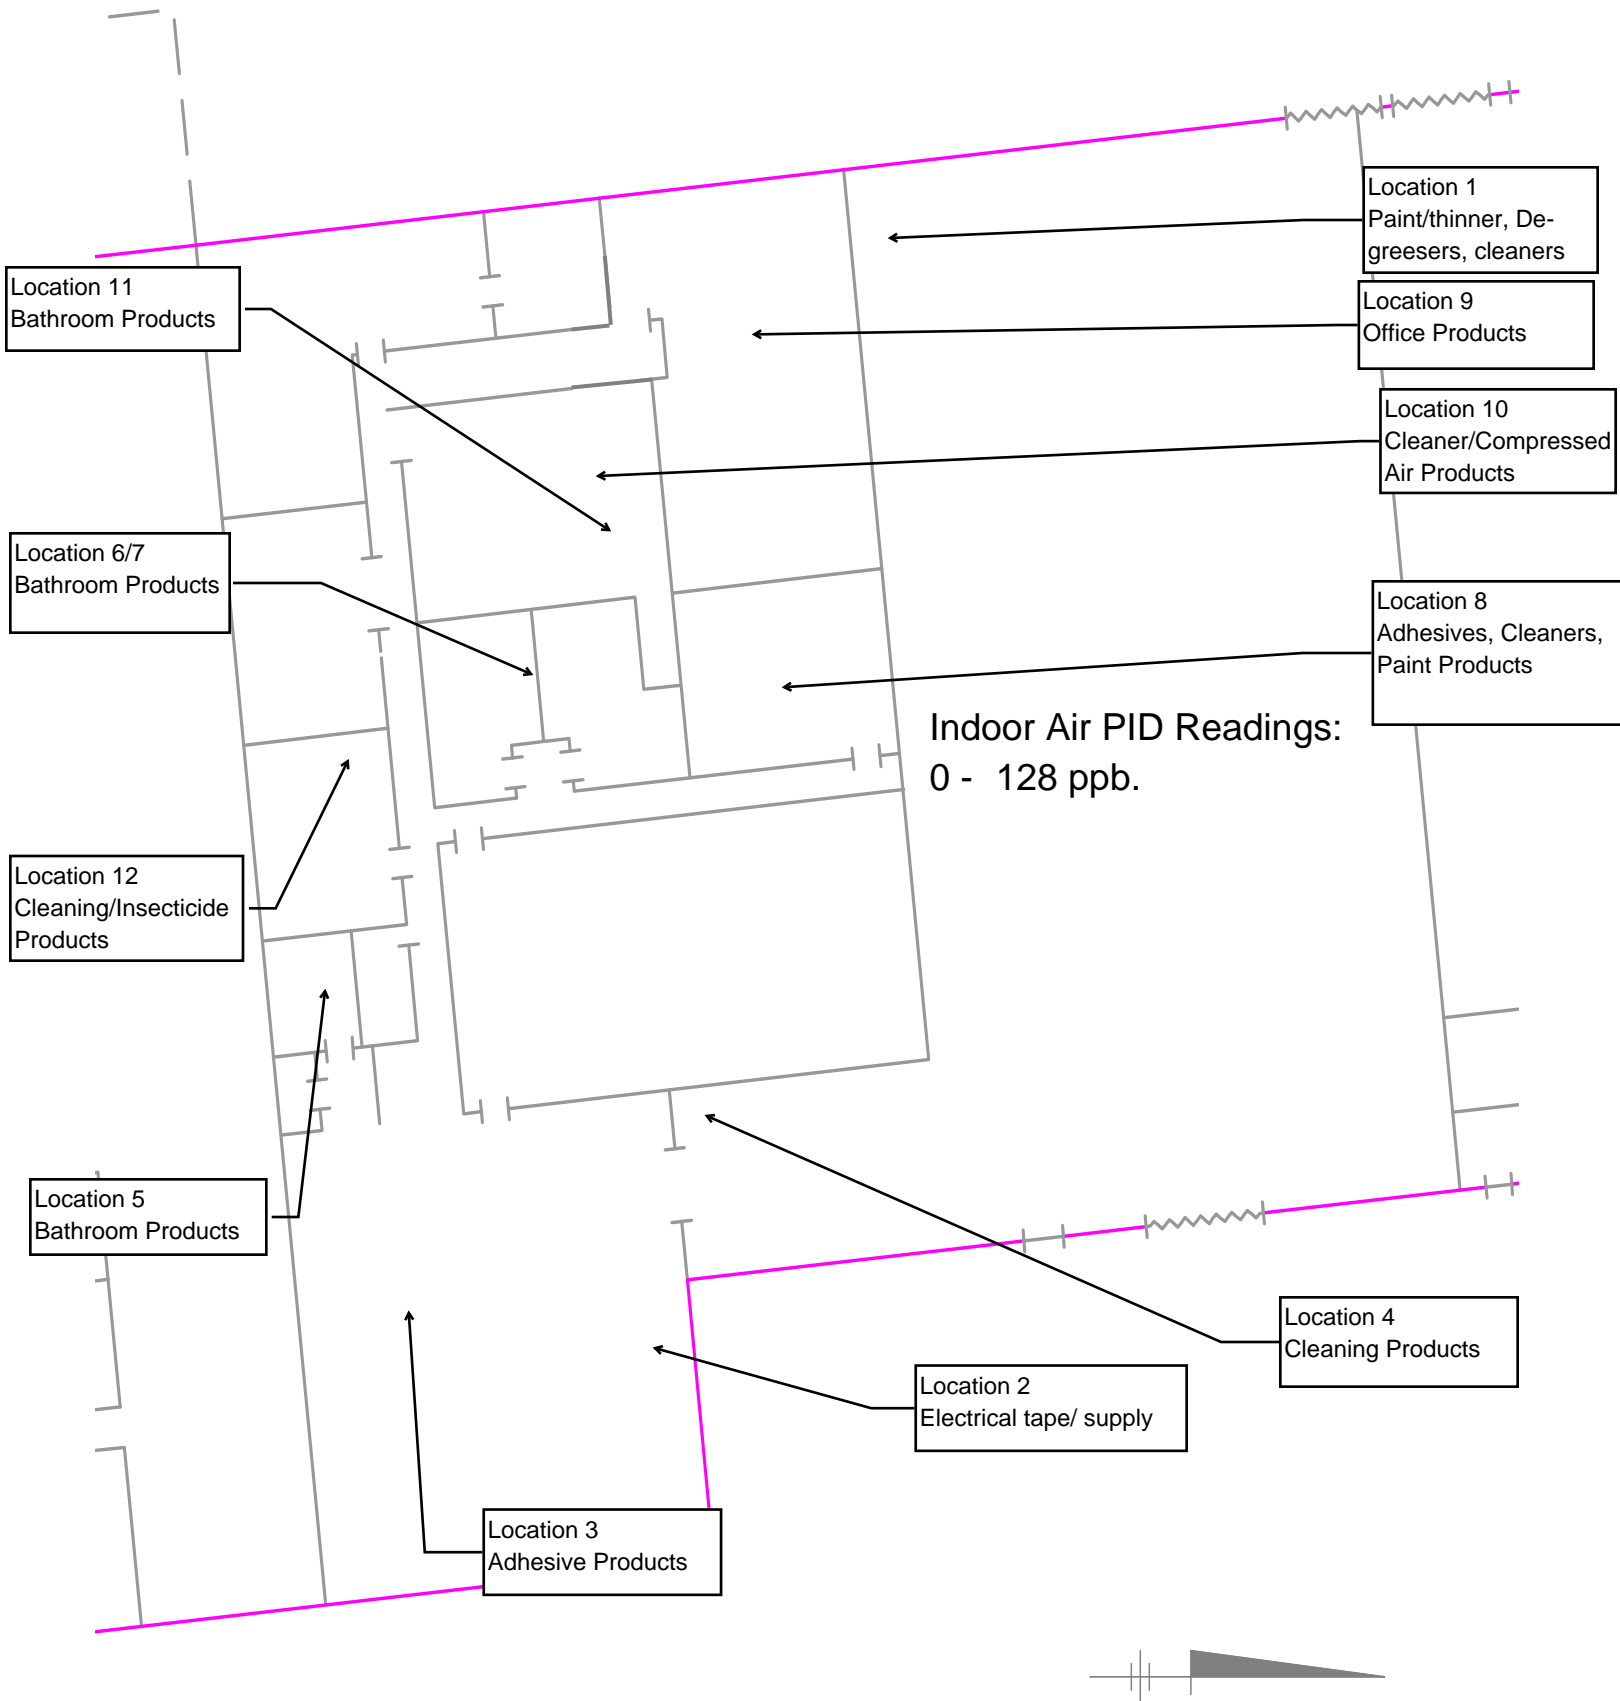 Location 1
Paint/thinner, De-
greesers, cleaners
Location 11
Bathroom Products
Location 9
Office Products
Location 10
Cleaner/Compressed
Air Products
Location 6/7
Bathroom Products
Location 8
Adhesives, Cleaners,
Paint Products
Indoor Air PID Readings:
0 -  128 ppb.
Location 12
Cleaning/Insecticide
Products
Location 5
Bathroom Products
Location 4
Cleaning Products
Location 2
Electrical tape/ supply
Location 3
Adhesive Products